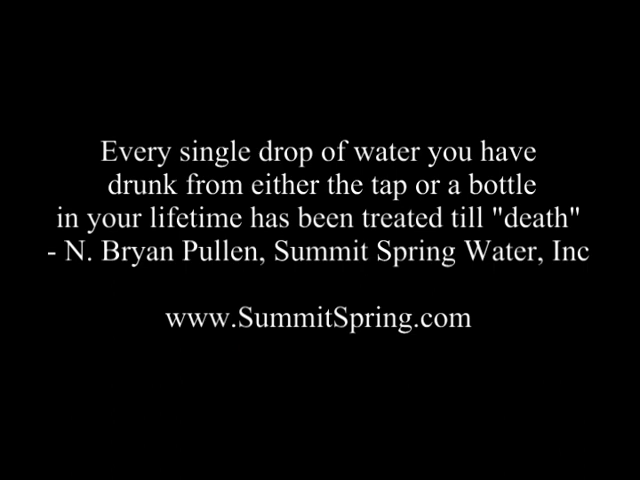 Every single drop of water you have
drunk from either the tap or a bottle
in your lifetime has been treated till "death"
- N. Bryan Pullen, Summit Spring Water, Inc
www.SummitSpring.com